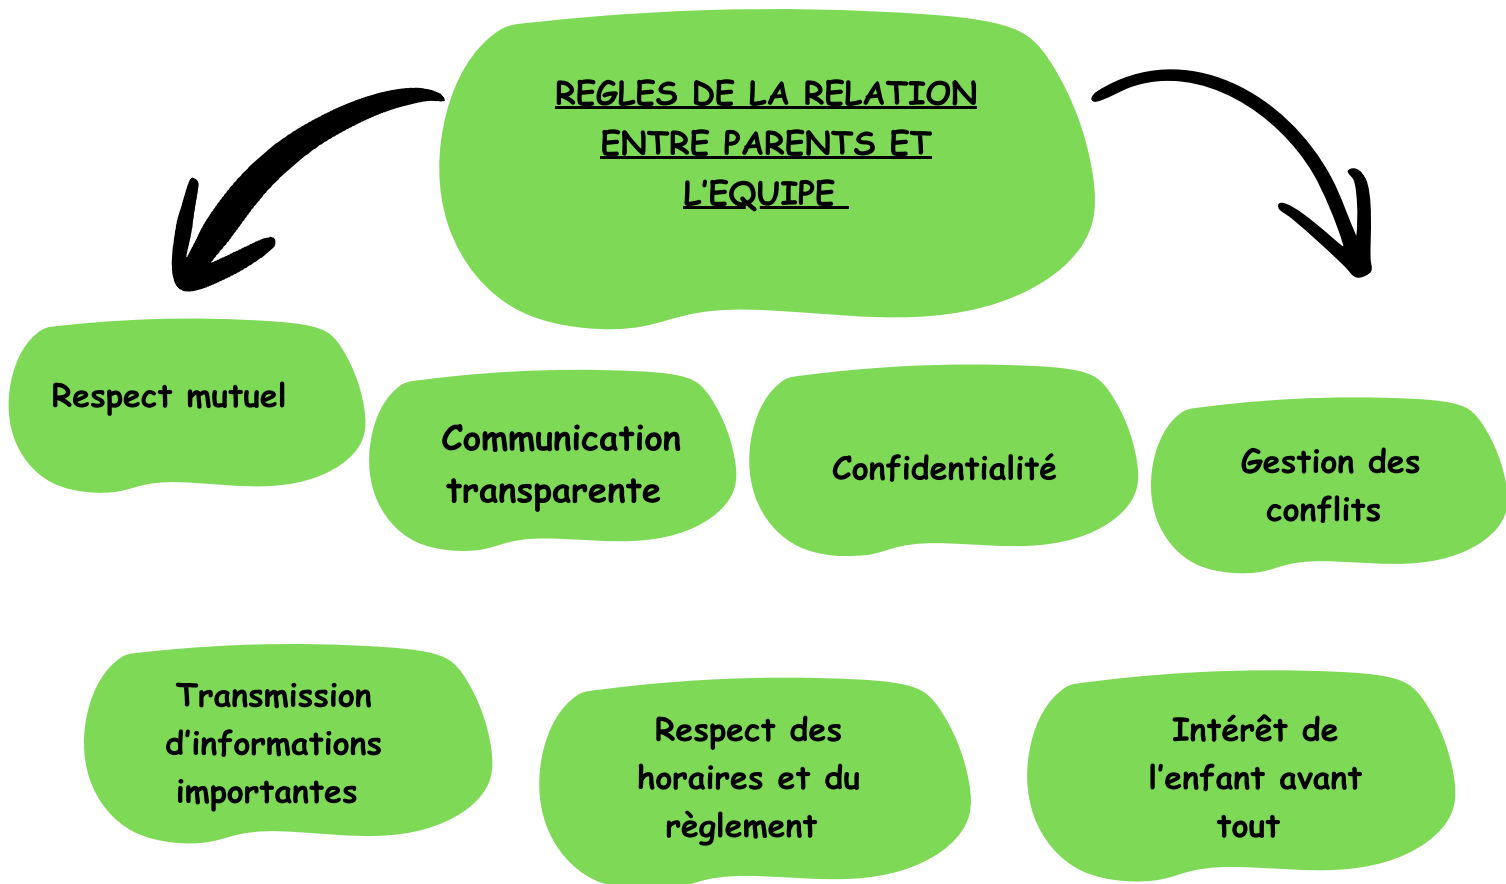 REGLES DE LA RELATION
ENTRE PARENTS ET
L'EQUIPE
Respect mutuel
Communication
transparente
Confidentialité
Gestion des
conflits
Transmission
d'informations
importantes
Respect des
horaires et du
règlement
Intérêt de
l'enfant avant
tout